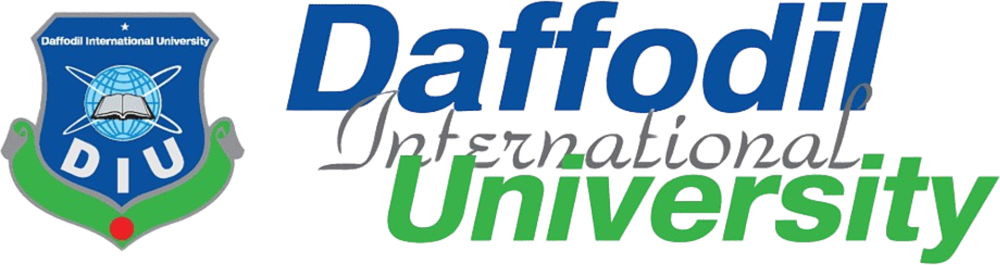 Daffodil International University
DIU
Daffodil
International
University